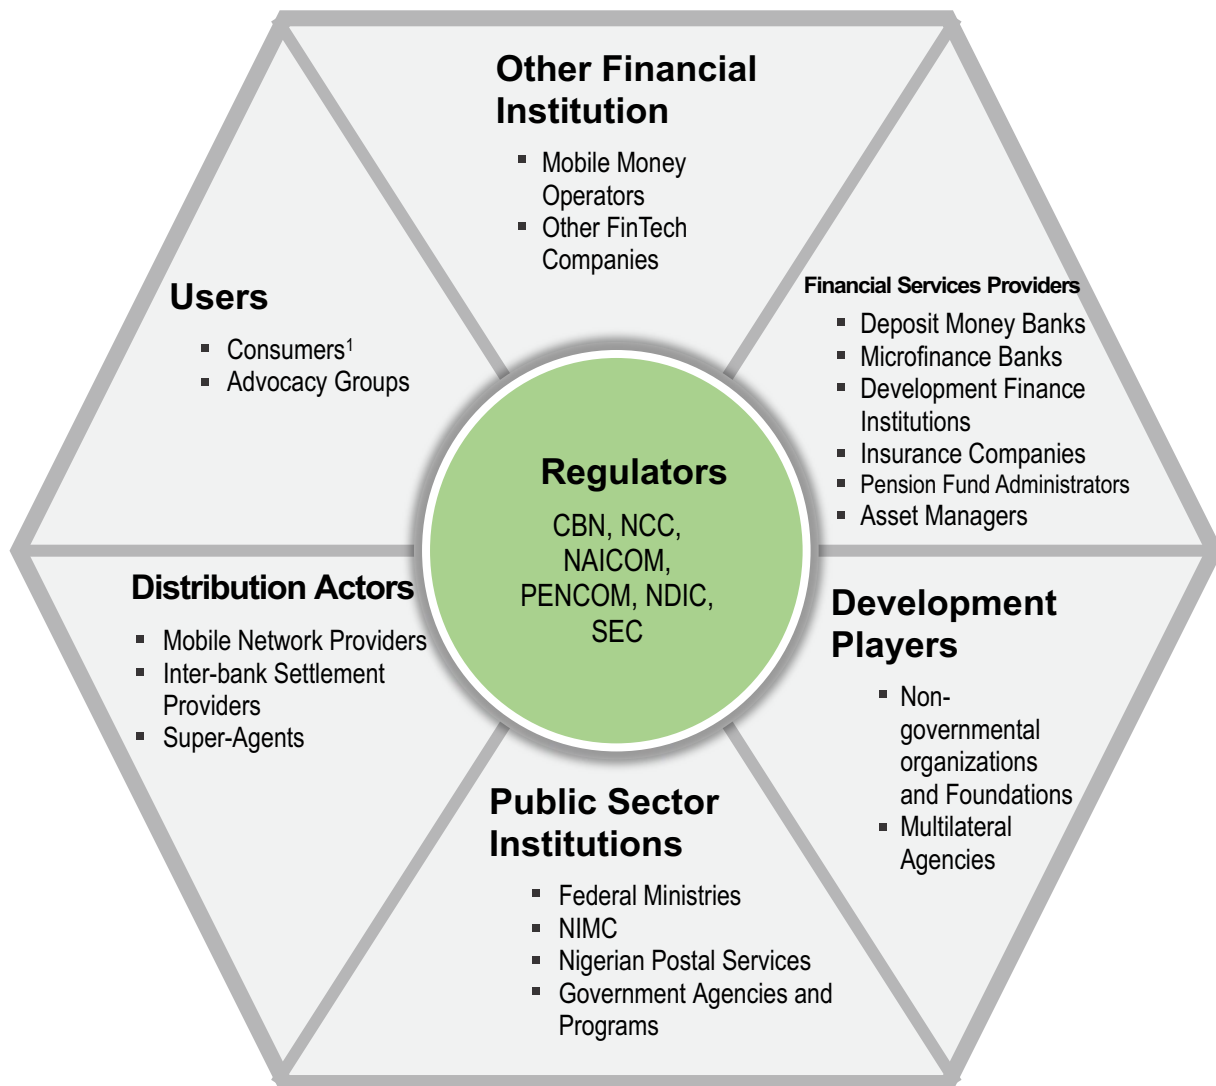 Other Financial
Institution
▪ Mobile Money
Operators
▪ Other FinTech
Companies
Users
▪ Consumers¹
▪ Advocacy Groups
Financial Services Providers
▪ Deposit Money Banks
▪ Microfinance Banks
▪ Development Finance
Institutions
▪ Insurance Companies
▪ Pension Fund Administrators
▪ Asset Managers
Regulators
CBN, NCC,
NAICOM,
PENCOM, NDIC,
SEC
Distribution Actors
▪ Mobile Network Providers
▪ Inter-bank Settlement
Providers
▪ Super-Agents
Development
Players
▪ Non-
governmental
organizations
and Foundations
▪ Multilateral
Agencies
Public Sector
Institutions
▪ Federal Ministries
▪ NIMC
▪ Nigerian Postal Services
▪ Government Agencies and
Programs